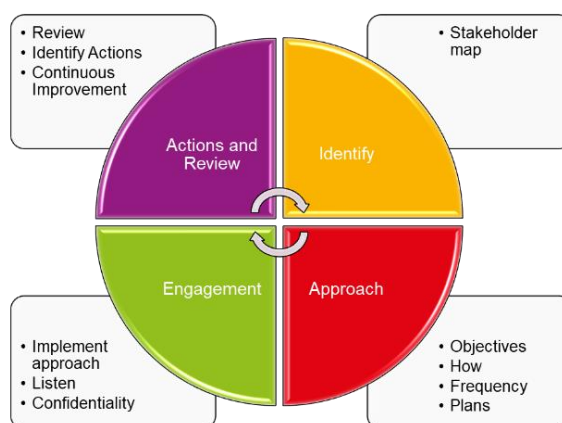 • Review
• Identify Actions
• Continuous
Improvement
• Stakeholder
map
Actions and
Review
Identify
Engagement
Approach
• Implement
approach
• Listen
• Confidentiality
• Objectives
• How
• Frequency
• Plans